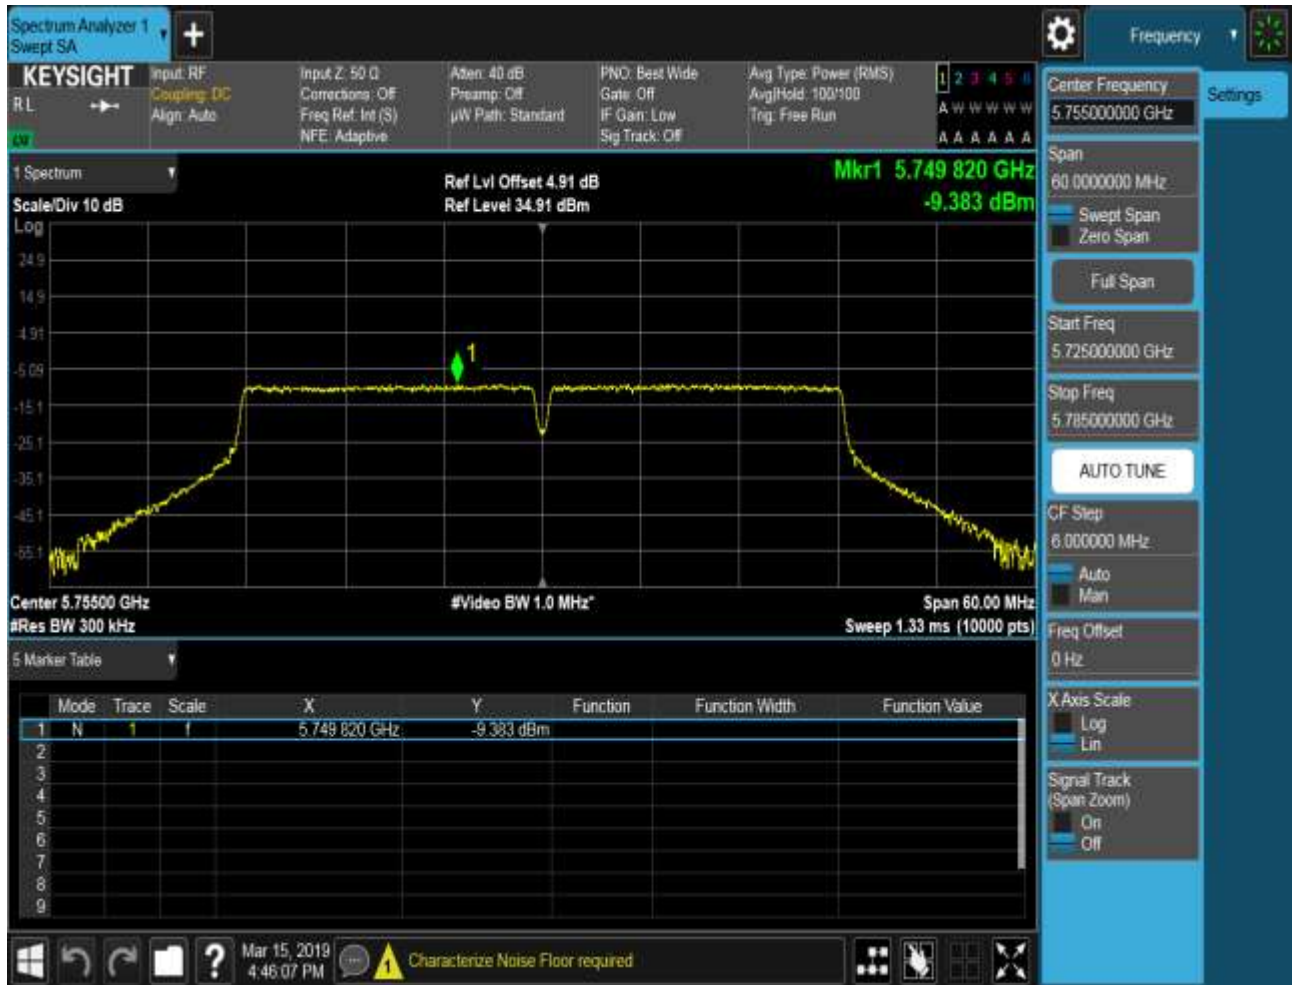 Spectrum Analyzer 1
Swept SA
+
Frequency
KEYSIGHT
RL
Input: RF
Coupling: DC
Align: Auto
Input Z: 50 Ω
Corrections: Off
Freq Ref: Int (S)
NFE: Adaptive
Atten: 40 dB
Preamp: Off
µW Path: Standard
PNO: Best Wide
Gate: Off
IF Gain: Low
Sig Track: Off
Avg Type: Power (RMS)
Avg|Hold: 100/100
Trig: Free Run
1 2 3 4 5 6
A W W W W W
A A A A A A
1 Spectrum
Scale/Div 10 dB
Ref Lvl Offset 4.91 dB
Ref Level 34.91 dBm
Mkr1 5.749 820 GHz
-9.383 dBm
Log
24.9
14.9
4.91
-5.09
-15.1
-25.1
-35.1
-45.1
-55.1
1
Center 5.75500 GHz
#Res BW 300 kHz
#Video BW 1.0 MHz*
Span 60.00 MHz
Sweep 1.33 ms (10000 pts)
5 Marker Table
Mode Trace Scale X Y Function Function Width Function Value
1 N 1 f 5.749 820 GHz -9.383 dBm
2
3
4
5
6
7
8
9
Mar 15, 2019
4:46:07 PM
?
1
Characterize Noise Floor required
Center Frequency
5.755000000 GHz
Settings
Span
60.0000000 MHz
Swept Span
Zero Span
Full Span
Start Freq
5.725000000 GHz
Stop Freq
5.785000000 GHz
AUTO TUNE
CF Step
6.000000 MHz
Auto
Man
Freq Offset
0 Hz
X Axis Scale
Log
Lin
Signal Track
(Span Zoom)
On
Off